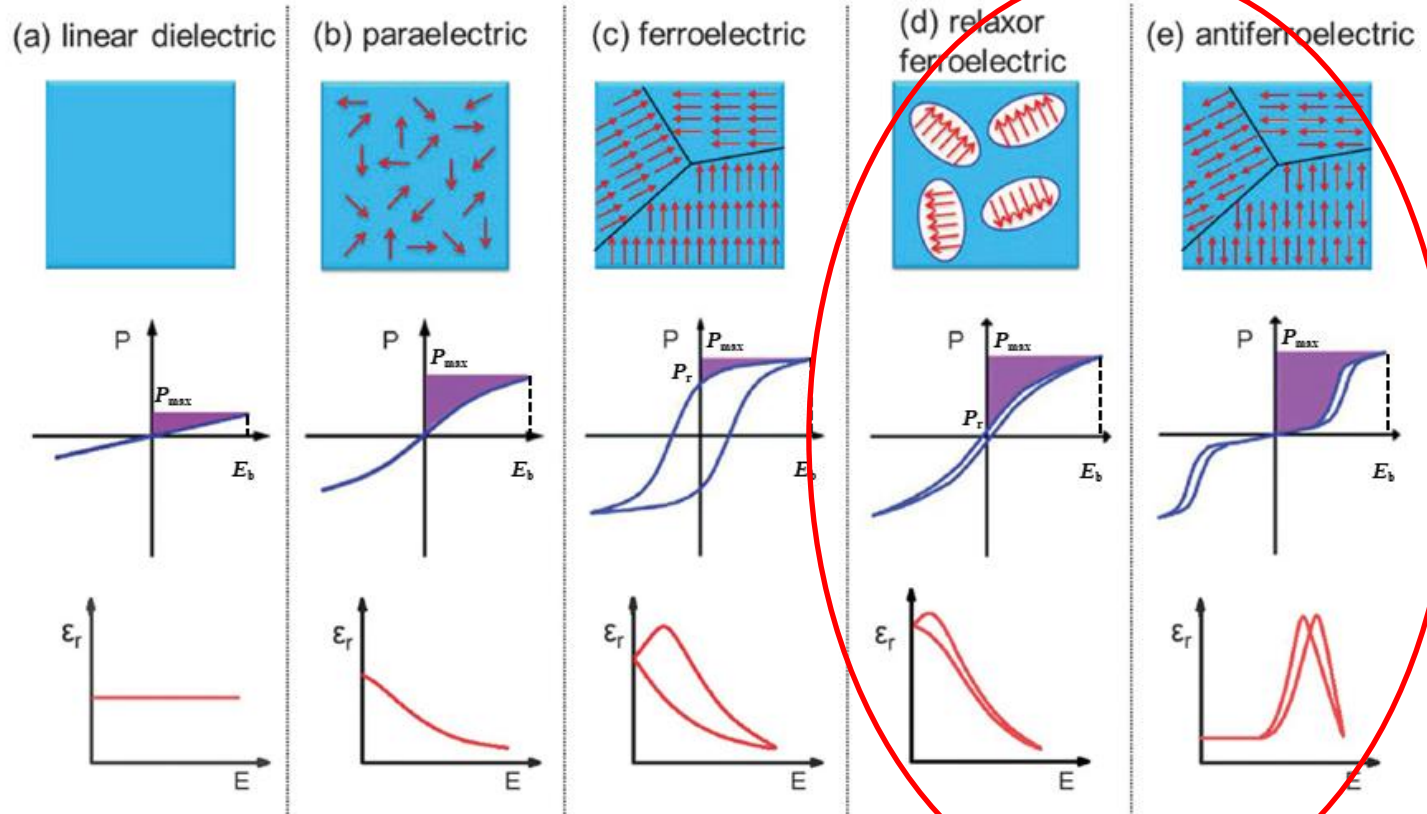 (a) linear dielectric
(b) paraelectric
(c) ferroelectric
(d) relaxor
ferroelectric
(e) antiferroelectric
P
Pmax
Eb
P
Pmax
Eb
P
Pmax
Pr
P
Pmax
Pr
Eb
P
Pmax
Eb
εr
E
εr
E
εr
E
εr
E
εr
E